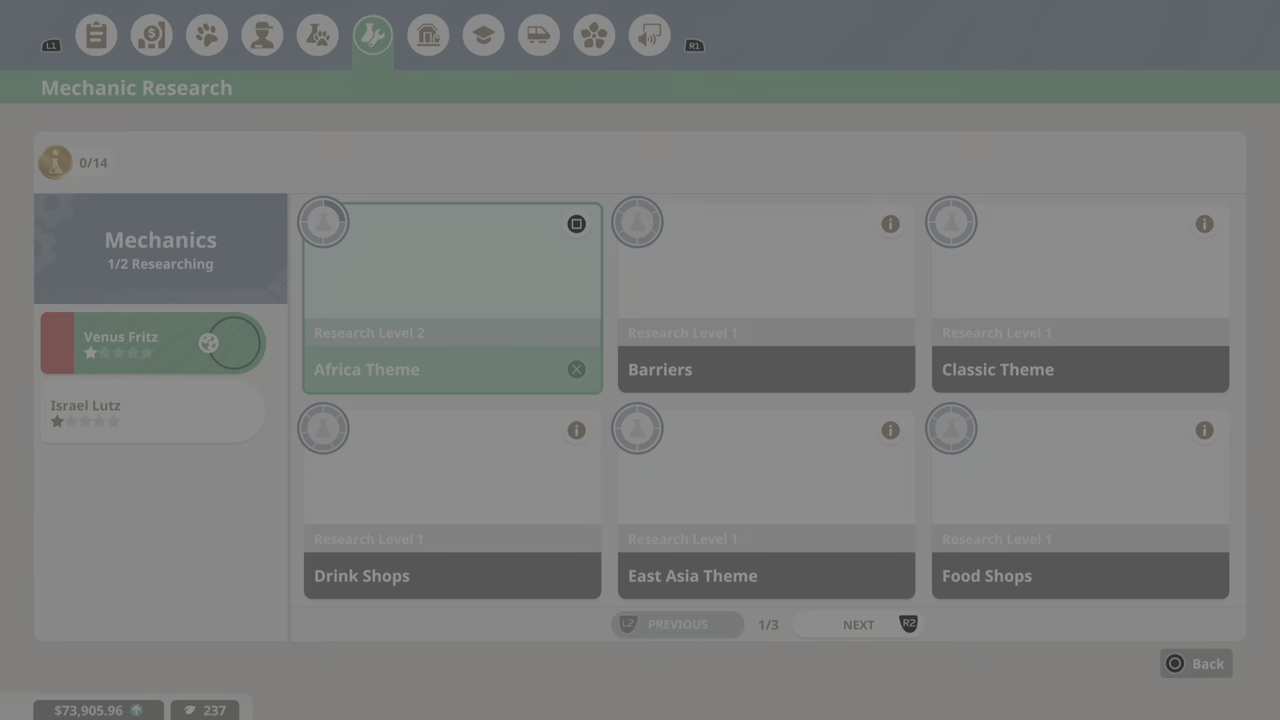 L1
R1
Mechanic Research
0/14
Mechanics
1/2 Researching
Venus Fritz
Israel Lutz
Research Level 2
Africa Theme
Research Level 1
Barriers
Research Level 1
Classic Theme
Research Level 1
Drink Shops
Research Level 1
East Asia Theme
Research Level 1
Food Shops
L2 PREVIOUS
1/3
NEXT R2
Back
$73,905.96
237